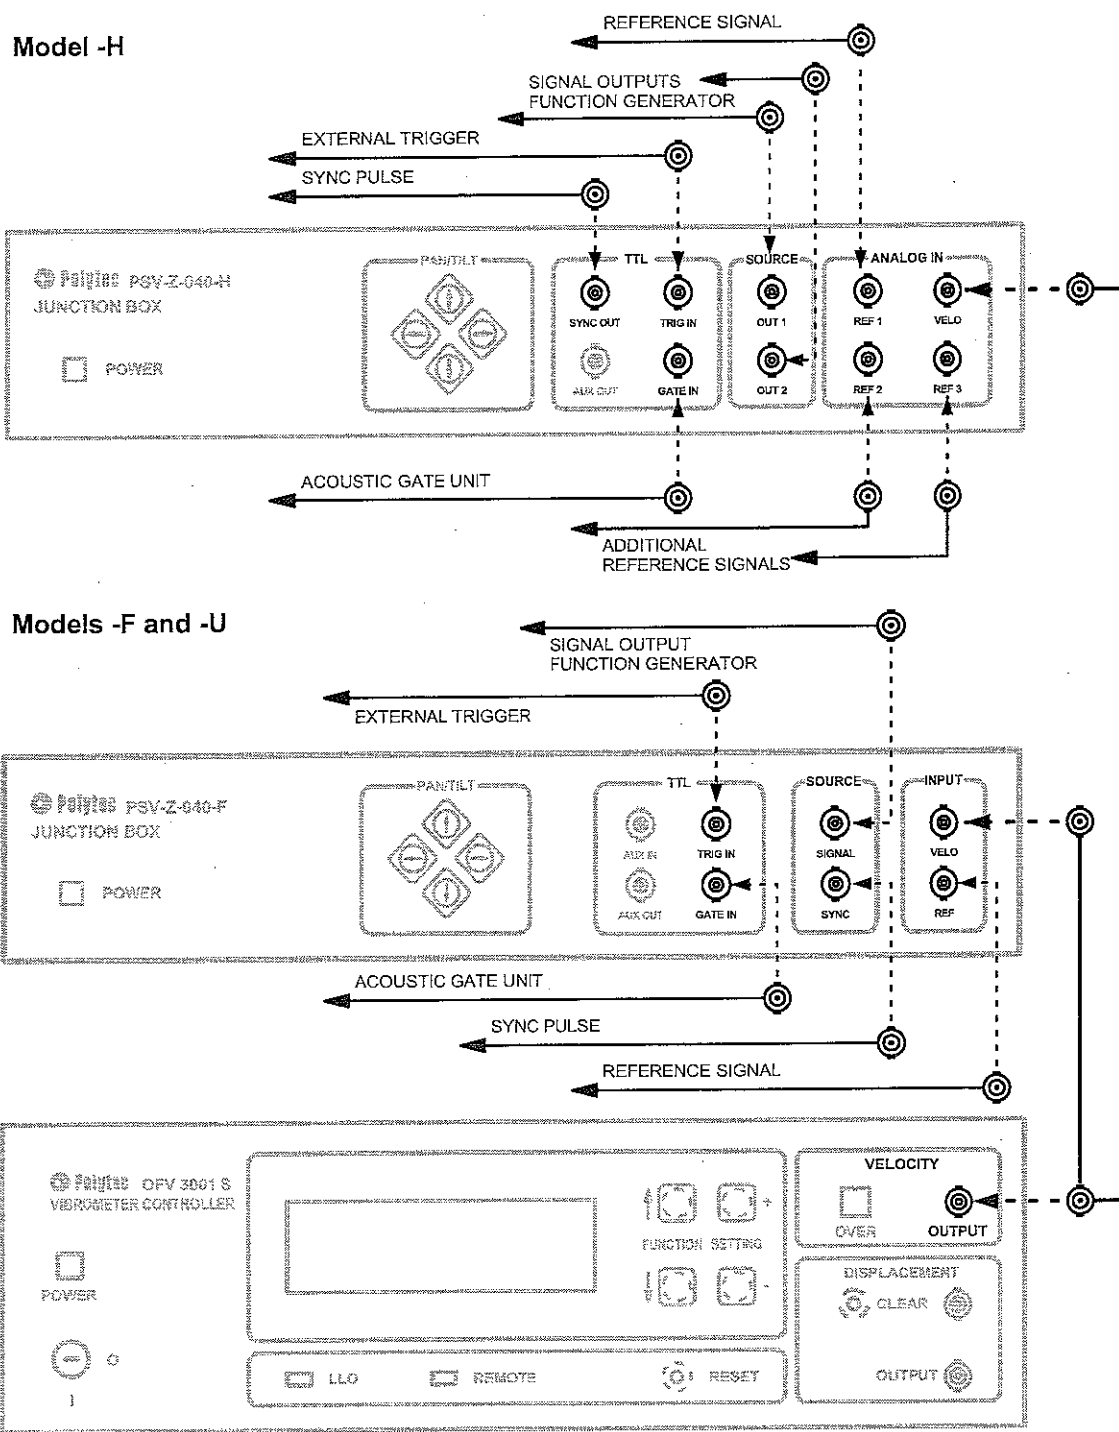 Model -H
REFERENCE SIGNAL
SIGNAL OUTPUTS
FUNCTION GENERATOR
EXTERNAL TRIGGER
SYNC PULSE
Polytec PSV-Z-040-H
JUNCTION BOX
POWER
PAN/TILT
TTL
SYNC OUT
TRIG IN
AUX OUT
GATE IN
SOURCE
OUT 1
OUT 2
ANALOG IN
REF 1
VELO
REF 2
REF 3
ACOUSTIC GATE UNIT
ADDITIONAL
REFERENCE SIGNALS
Models -F and -U
SIGNAL OUTPUT
FUNCTION GENERATOR
EXTERNAL TRIGGER
Polytec PSV-Z-040-F
JUNCTION BOX
POWER
PAN/TILT
TTL
AUX IN
TRIG IN
AUX OUT
GATE IN
SOURCE
SIGNAL
SYNC
INPUT
VELO
REF
ACOUSTIC GATE UNIT
SYNC PULSE
REFERENCE SIGNAL
Polytec OFV 3001 S
VIBROMETER CONTROLLER
POWER
O
I
FUNCTION SETTING
+
-
LLO
REMOTE
RESET
VELOCITY
OVER
OUTPUT
DISPLACEMENT
CLEAR
OUTPUT